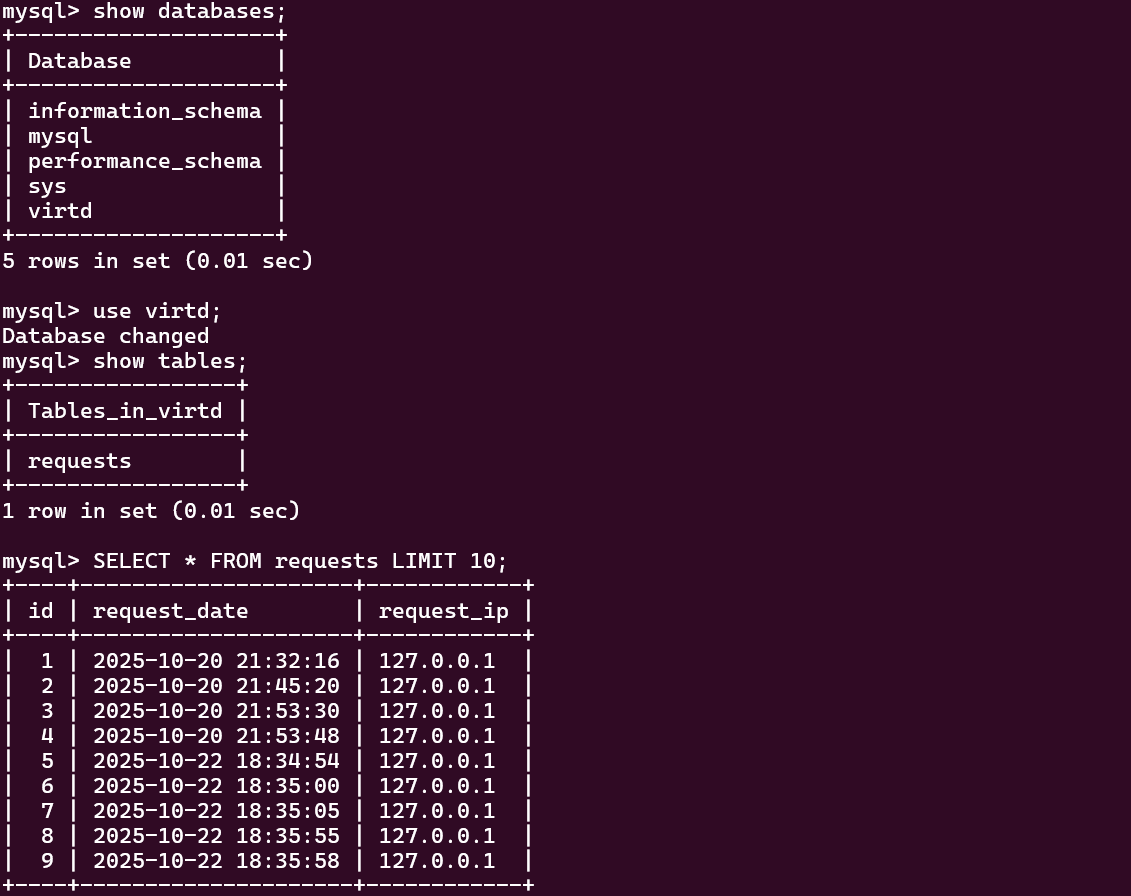 mysql> show databases;
+--------------------+
| Database           |
+--------------------+
| information_schema |
| mysql              |
| performance_schema |
| sys                |
| virtd              |
+--------------------+
5 rows in set (0.01 sec)

mysql> use virtd;
Database changed
mysql> show tables;
+-----------------+
| Tables_in_virtd |
+-----------------+
| requests        |
+-----------------+
1 row in set (0.01 sec)

mysql> SELECT * FROM requests LIMIT 10;
+----+---------------------+------------+
| id | request_date        | request_ip |
+----+---------------------+------------+
|  1 | 2025-10-20 21:32:16 | 127.0.0.1  |
|  2 | 2025-10-20 21:45:20 | 127.0.0.1  |
|  3 | 2025-10-20 21:53:30 | 127.0.0.1  |
|  4 | 2025-10-20 21:53:48 | 127.0.0.1  |
|  5 | 2025-10-22 18:34:54 | 127.0.0.1  |
|  6 | 2025-10-22 18:35:00 | 127.0.0.1  |
|  7 | 2025-10-22 18:35:05 | 127.0.0.1  |
|  8 | 2025-10-22 18:35:55 | 127.0.0.1  |
|  9 | 2025-10-22 18:35:58 | 127.0.0.1  |
+----+---------------------+------------+